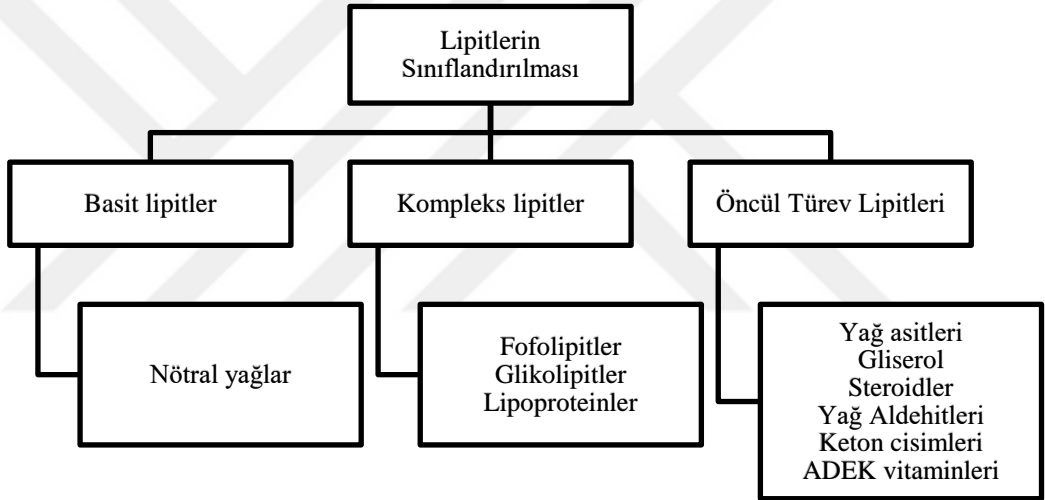 Lipitlerin
Sınıflandırılması
Basit lipitler
Kompleks lipitler
Öncül Türev Lipitleri
Nötral yağlar
Fofolipitler
Glikolipitler
Lipoproteinler
Yağ asitleri
Gliserol
Steroidler
Yağ Aldehitleri
Keton cisimleri
ADEK vitaminleri